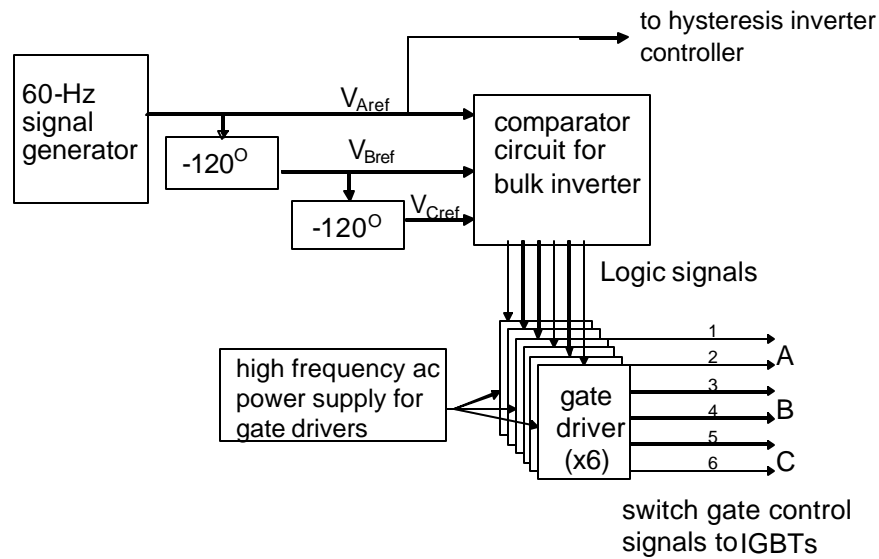 to hysteresis inverter
controller
60-Hz
signal
generator
VAref
-120O
VBref
-120O
VCref
comparator
circuit for
bulk inverter
Logic signals
high frequency ac
power supply for
gate drivers
gate
driver
(x6)
1
2
A
3
4
B
5
6
C
switch gate control
signals to IGBTs